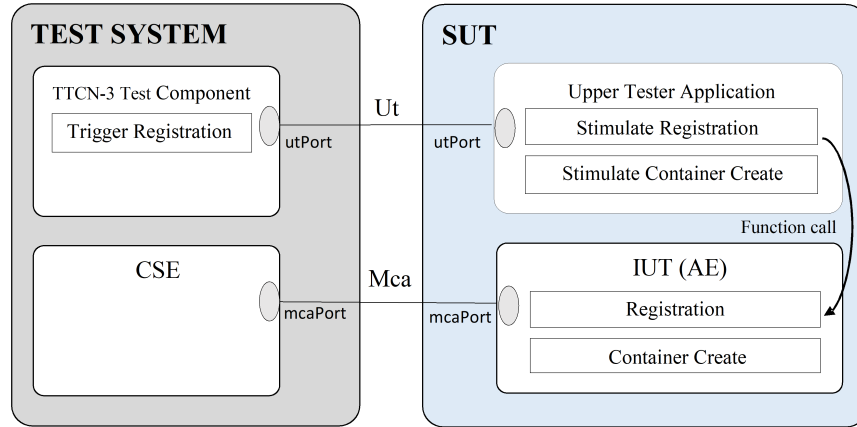 TEST SYSTEM
TTCN-3 Test Component
Trigger Registration
utPort
CSE
mcaPort
Ut
Mca
SUT
Upper Tester Application
Stimulate Registration
utPort
Stimulate Container Create
Function call
IUT (AE)
mcaPort
Registration
Container Create